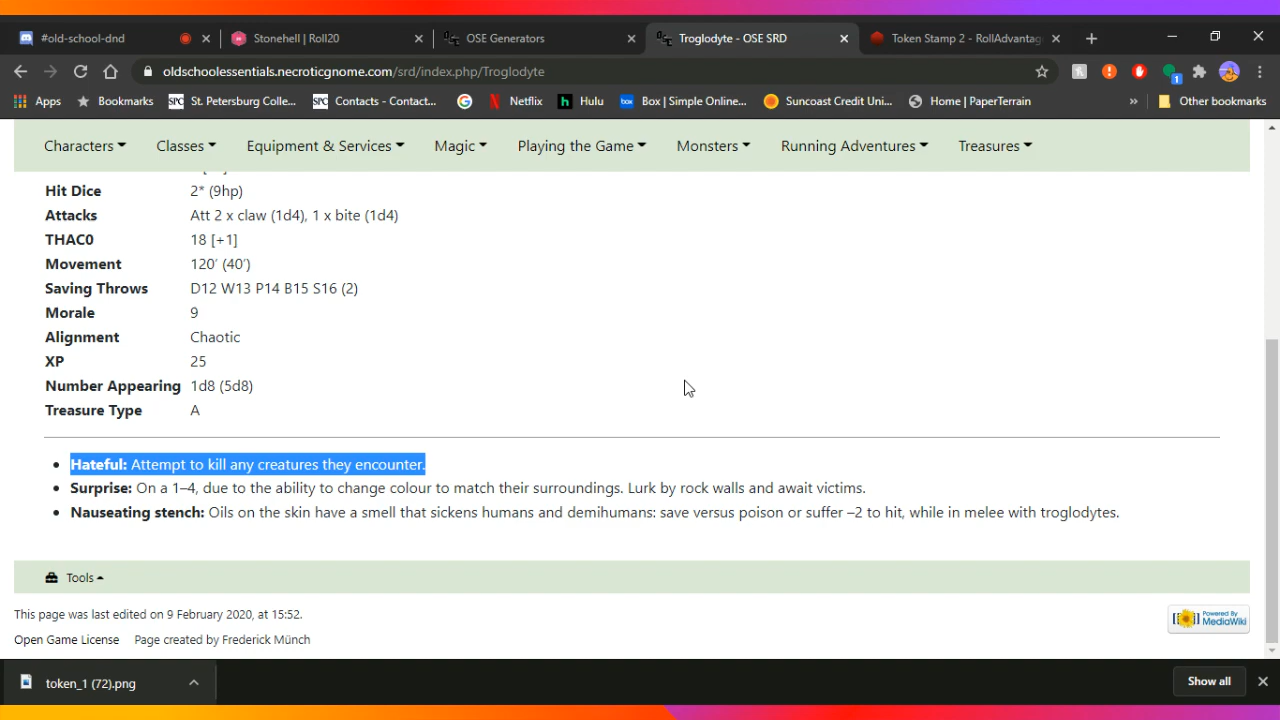 #old-school-dnd
Stonehell | Roll20
OSE Generators
Troglodyte - OSE SRD
Token Stamp 2 - RollAdvantag
oldschoolessentials.necroticgnome.com/srd/index.php/Troglodyte
Apps
Bookmarks
SPC St. Petersburg Colle...
SPC Contacts - Contact...
Netflix
h Hulu
box Box | Simple Online...
Suncoast Credit Uni...
Home | PaperTerrain
»
Other bookmarks
Characters
Classes
Equipment & Services
Magic
Playing the Game
Monsters
Running Adventures
Treasures
Hit Dice 2* (9hp)
Attacks Att 2 x claw (1d4), 1 x bite (1d4)
THAC0 18 [+1]
Movement 120′ (40′)
Saving Throws D12 W13 P14 B15 S16 (2)
Morale 9
Alignment Chaotic
XP 25
Number Appearing 1d8 (5d8)
Treasure Type A
Hateful: Attempt to kill any creatures they encounter.
Surprise: On a 1–4, due to the ability to change colour to match their surroundings. Lurk by rock walls and await victims.
Nauseating stench: Oils on the skin have a smell that sickens humans and demihumans: save versus poison or suffer –2 to hit, while in melee with troglodytes.
Tools
This page was last edited on 9 February 2020, at 15:52.
Open Game License Page created by Frederick Münch
Powered By
MediaWiki
token_1 (72).png
Show all